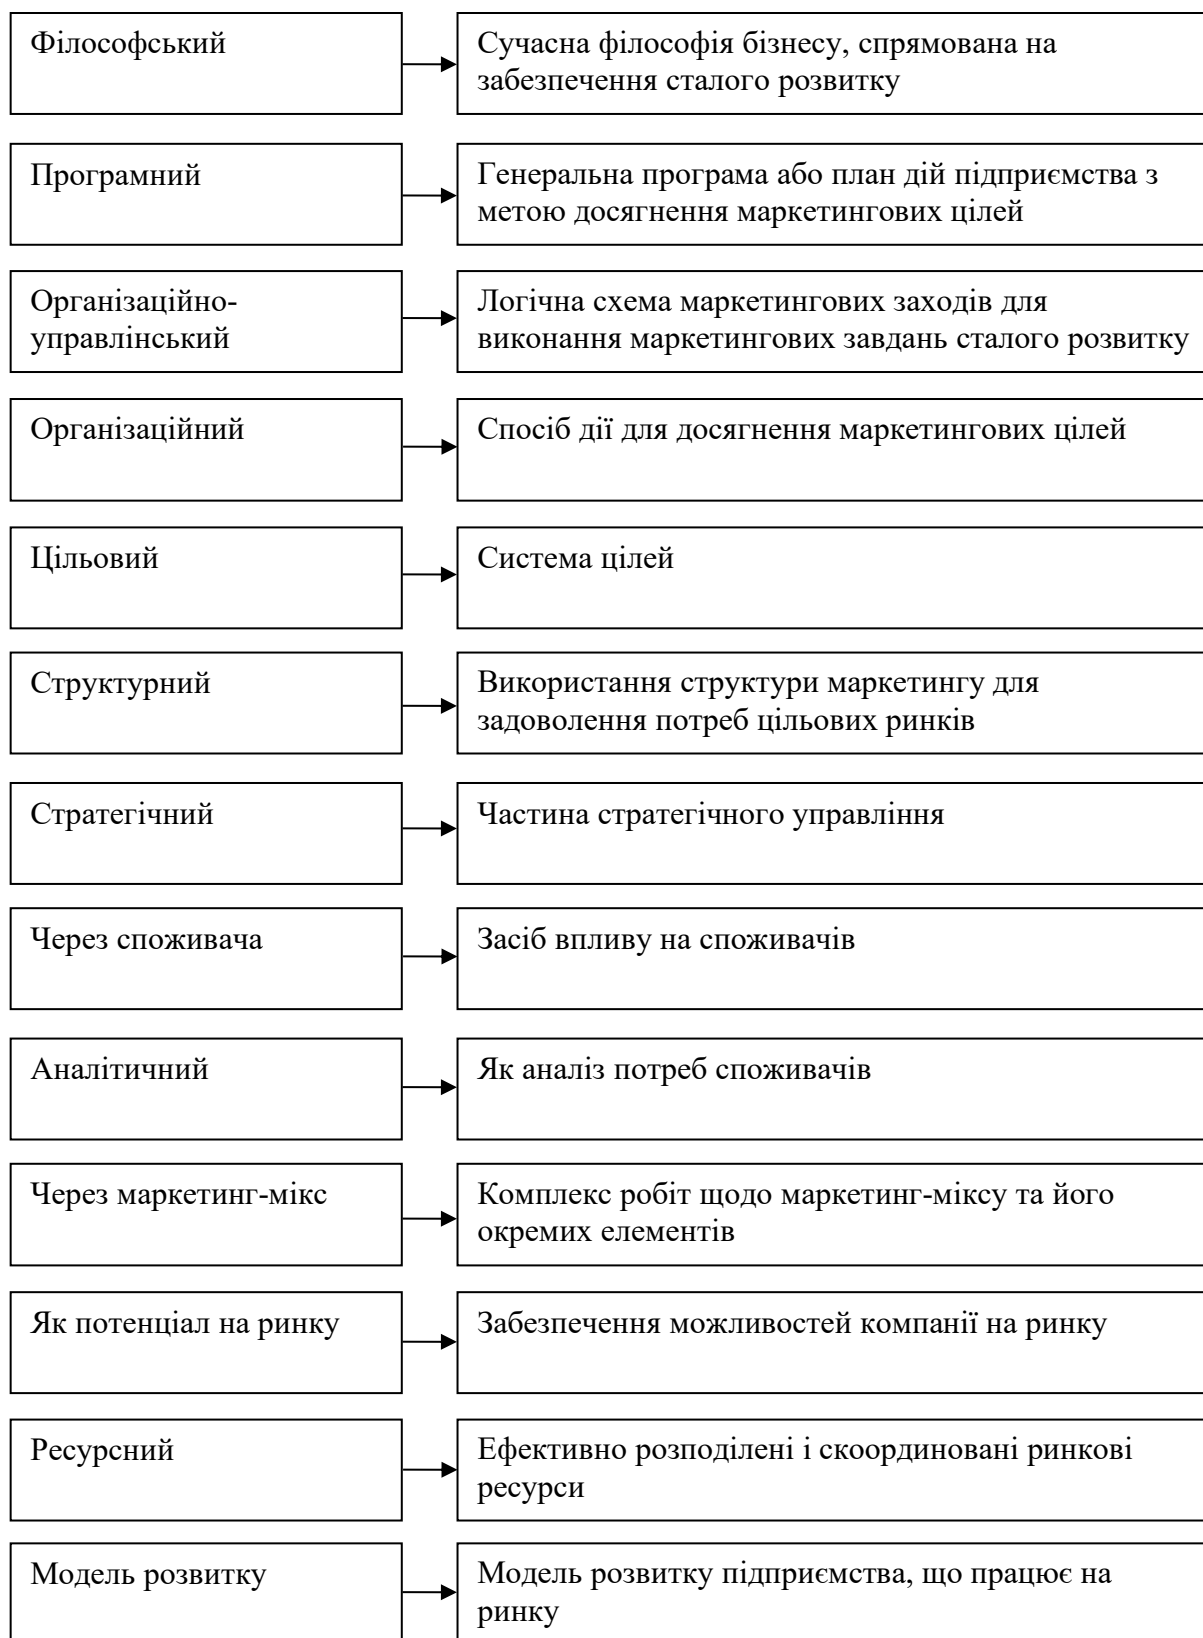 Філософський
Сучасна філософія бізнесу, спрямована на
забезпечення сталого розвитку
Програмний
Генеральна програма або план дій підприємства з
метою досягнення маркетингових цілей
Організаційно-
управлінський
Логічна схема маркетингових заходів для
виконання маркетингових завдань сталого розвитку
Організаційний
Спосіб дії для досягнення маркетингових цілей
Цільовий
Система цілей
Структурний
Використання структури маркетингу для
задоволення потреб цільових ринків
Стратегічний
Частина стратегічного управління
Через споживача
Засіб впливу на споживачів
Аналітичний
Як аналіз потреб споживачів
Через маркетинг-мікс
Комплекс робіт щодо маркетинг-міксу та його
окремих елементів
Як потенціал на ринку
Забезпечення можливостей компанії на ринку
Ресурсний
Ефективно розподілені і скоординовані ринкові
ресурси
Модель розвитку
Модель розвитку підприємства, що працює на
ринку